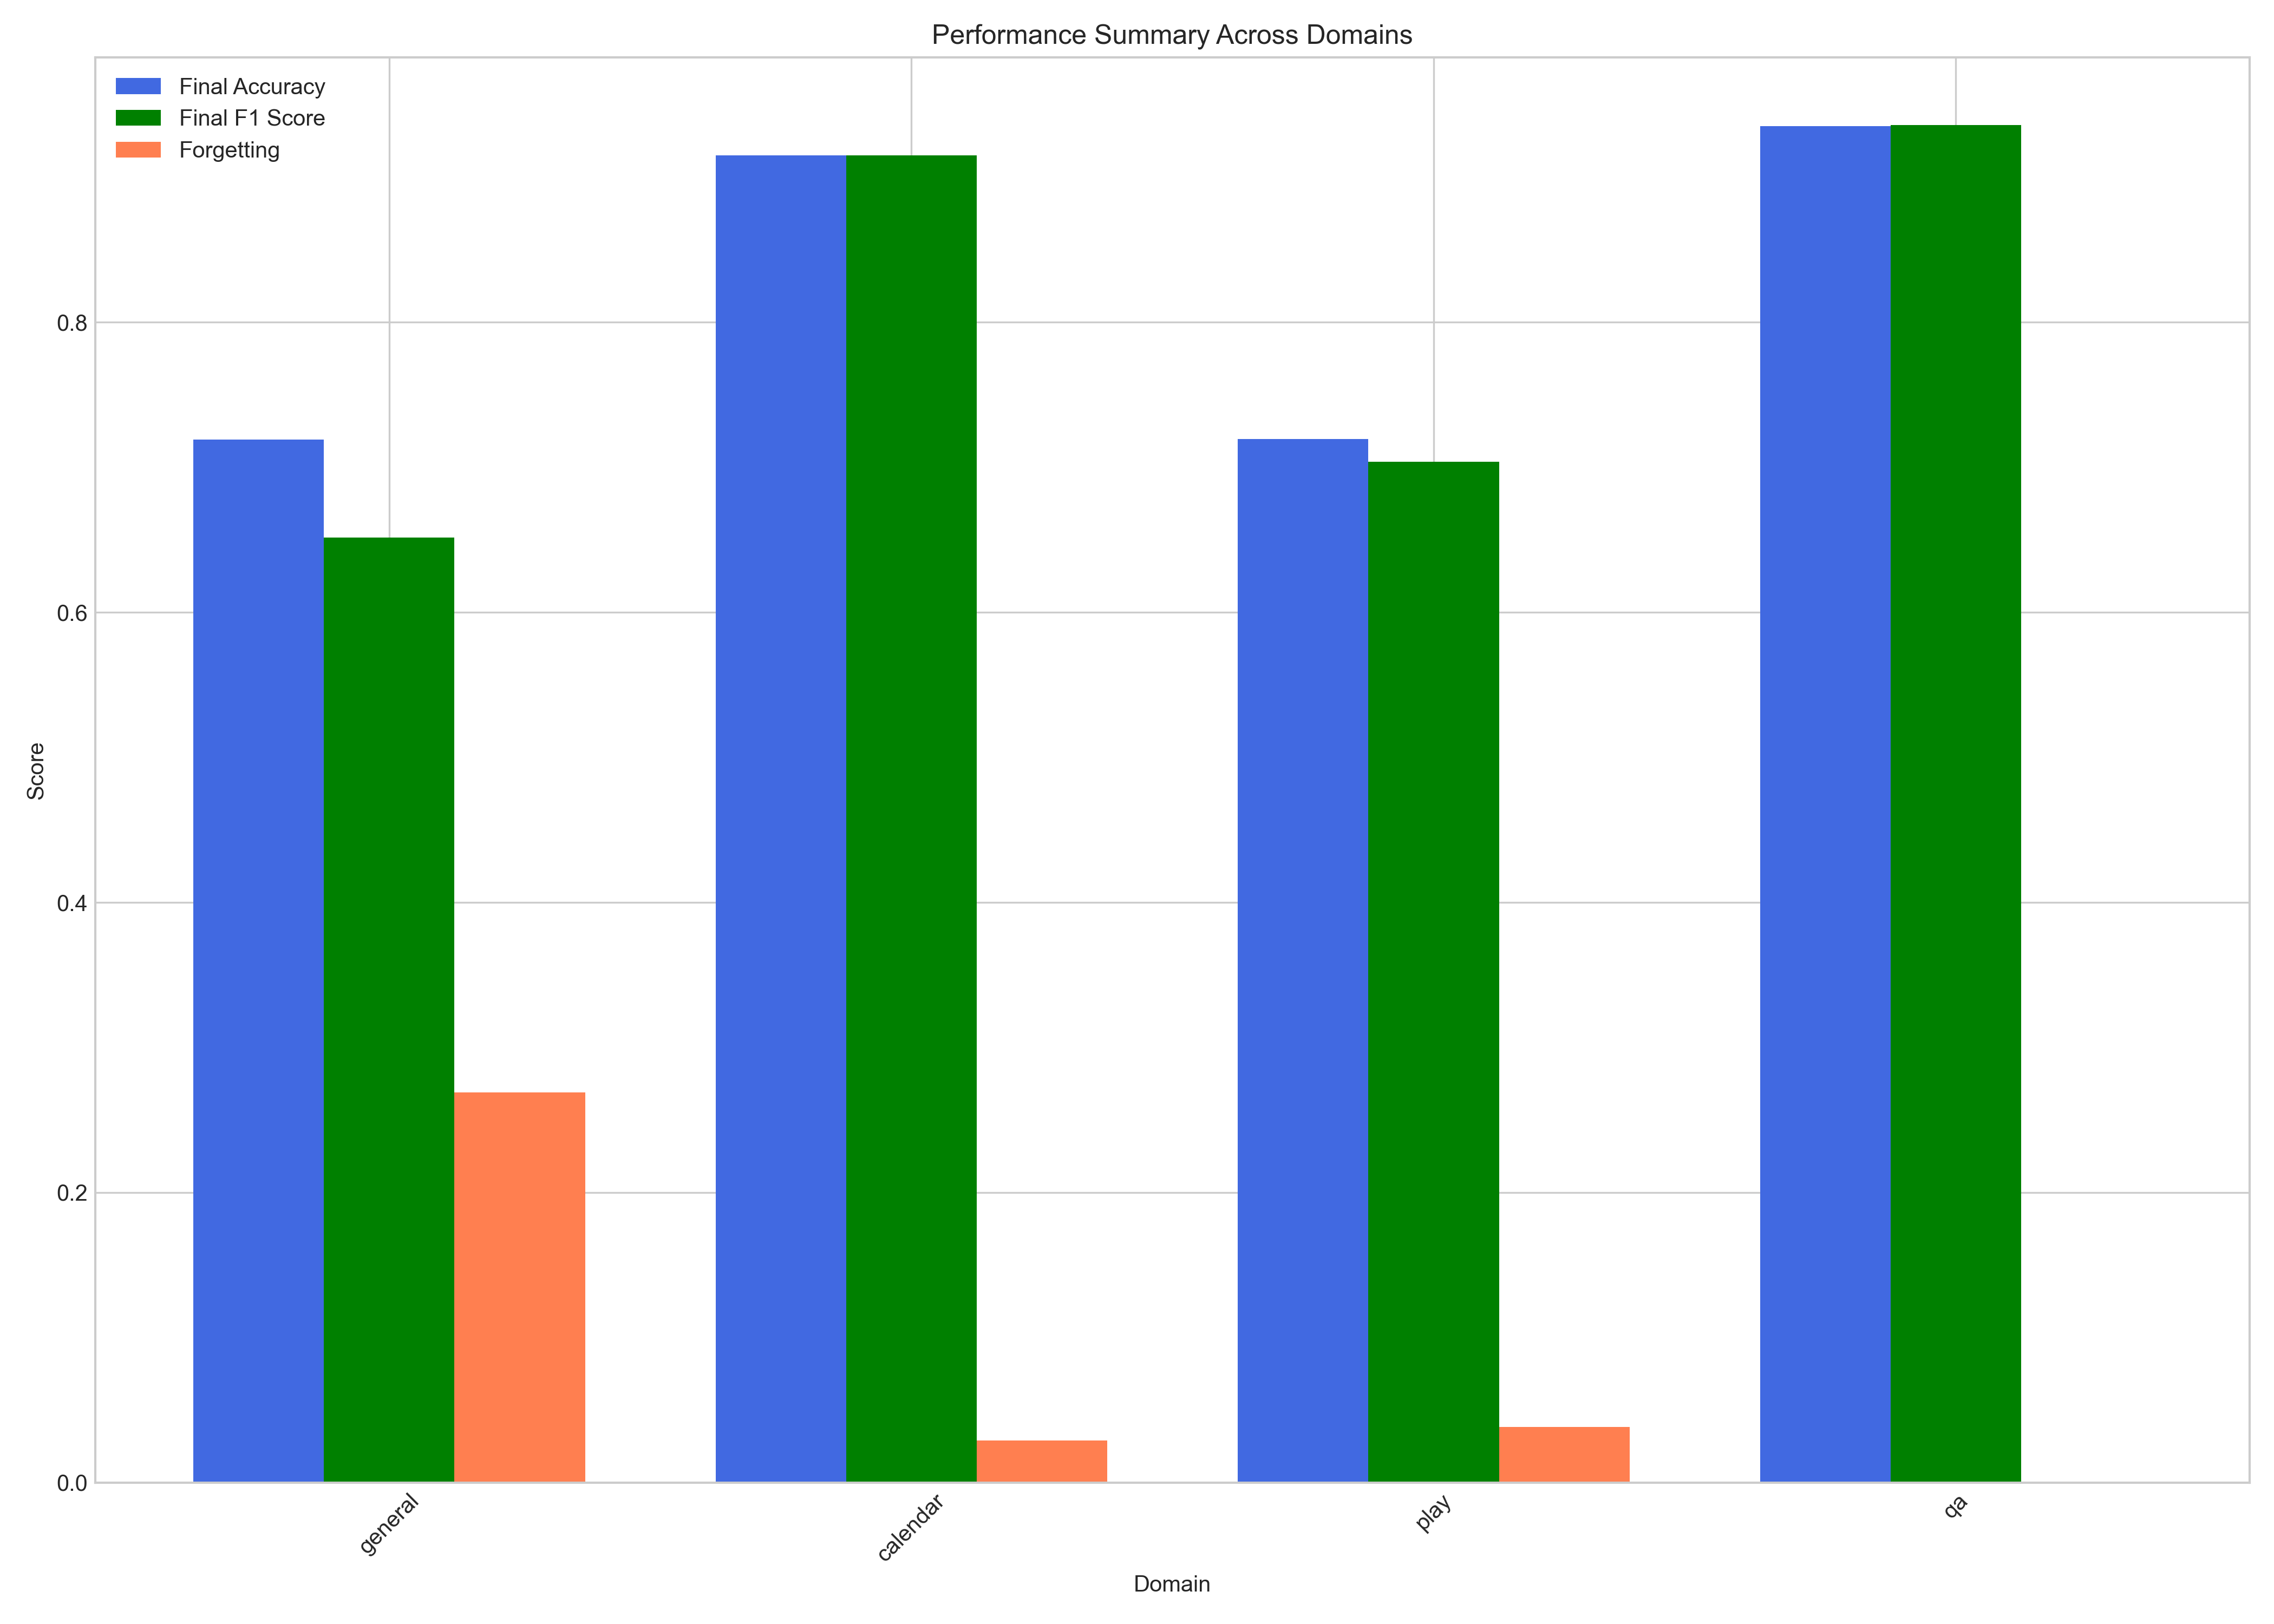 Performance Summary Across Domains
Final Accuracy
Final F1 Score
Forgetting
0.8
0.6
0.4
0.2
0.0
Score
general
calendar
play
qa
Domain